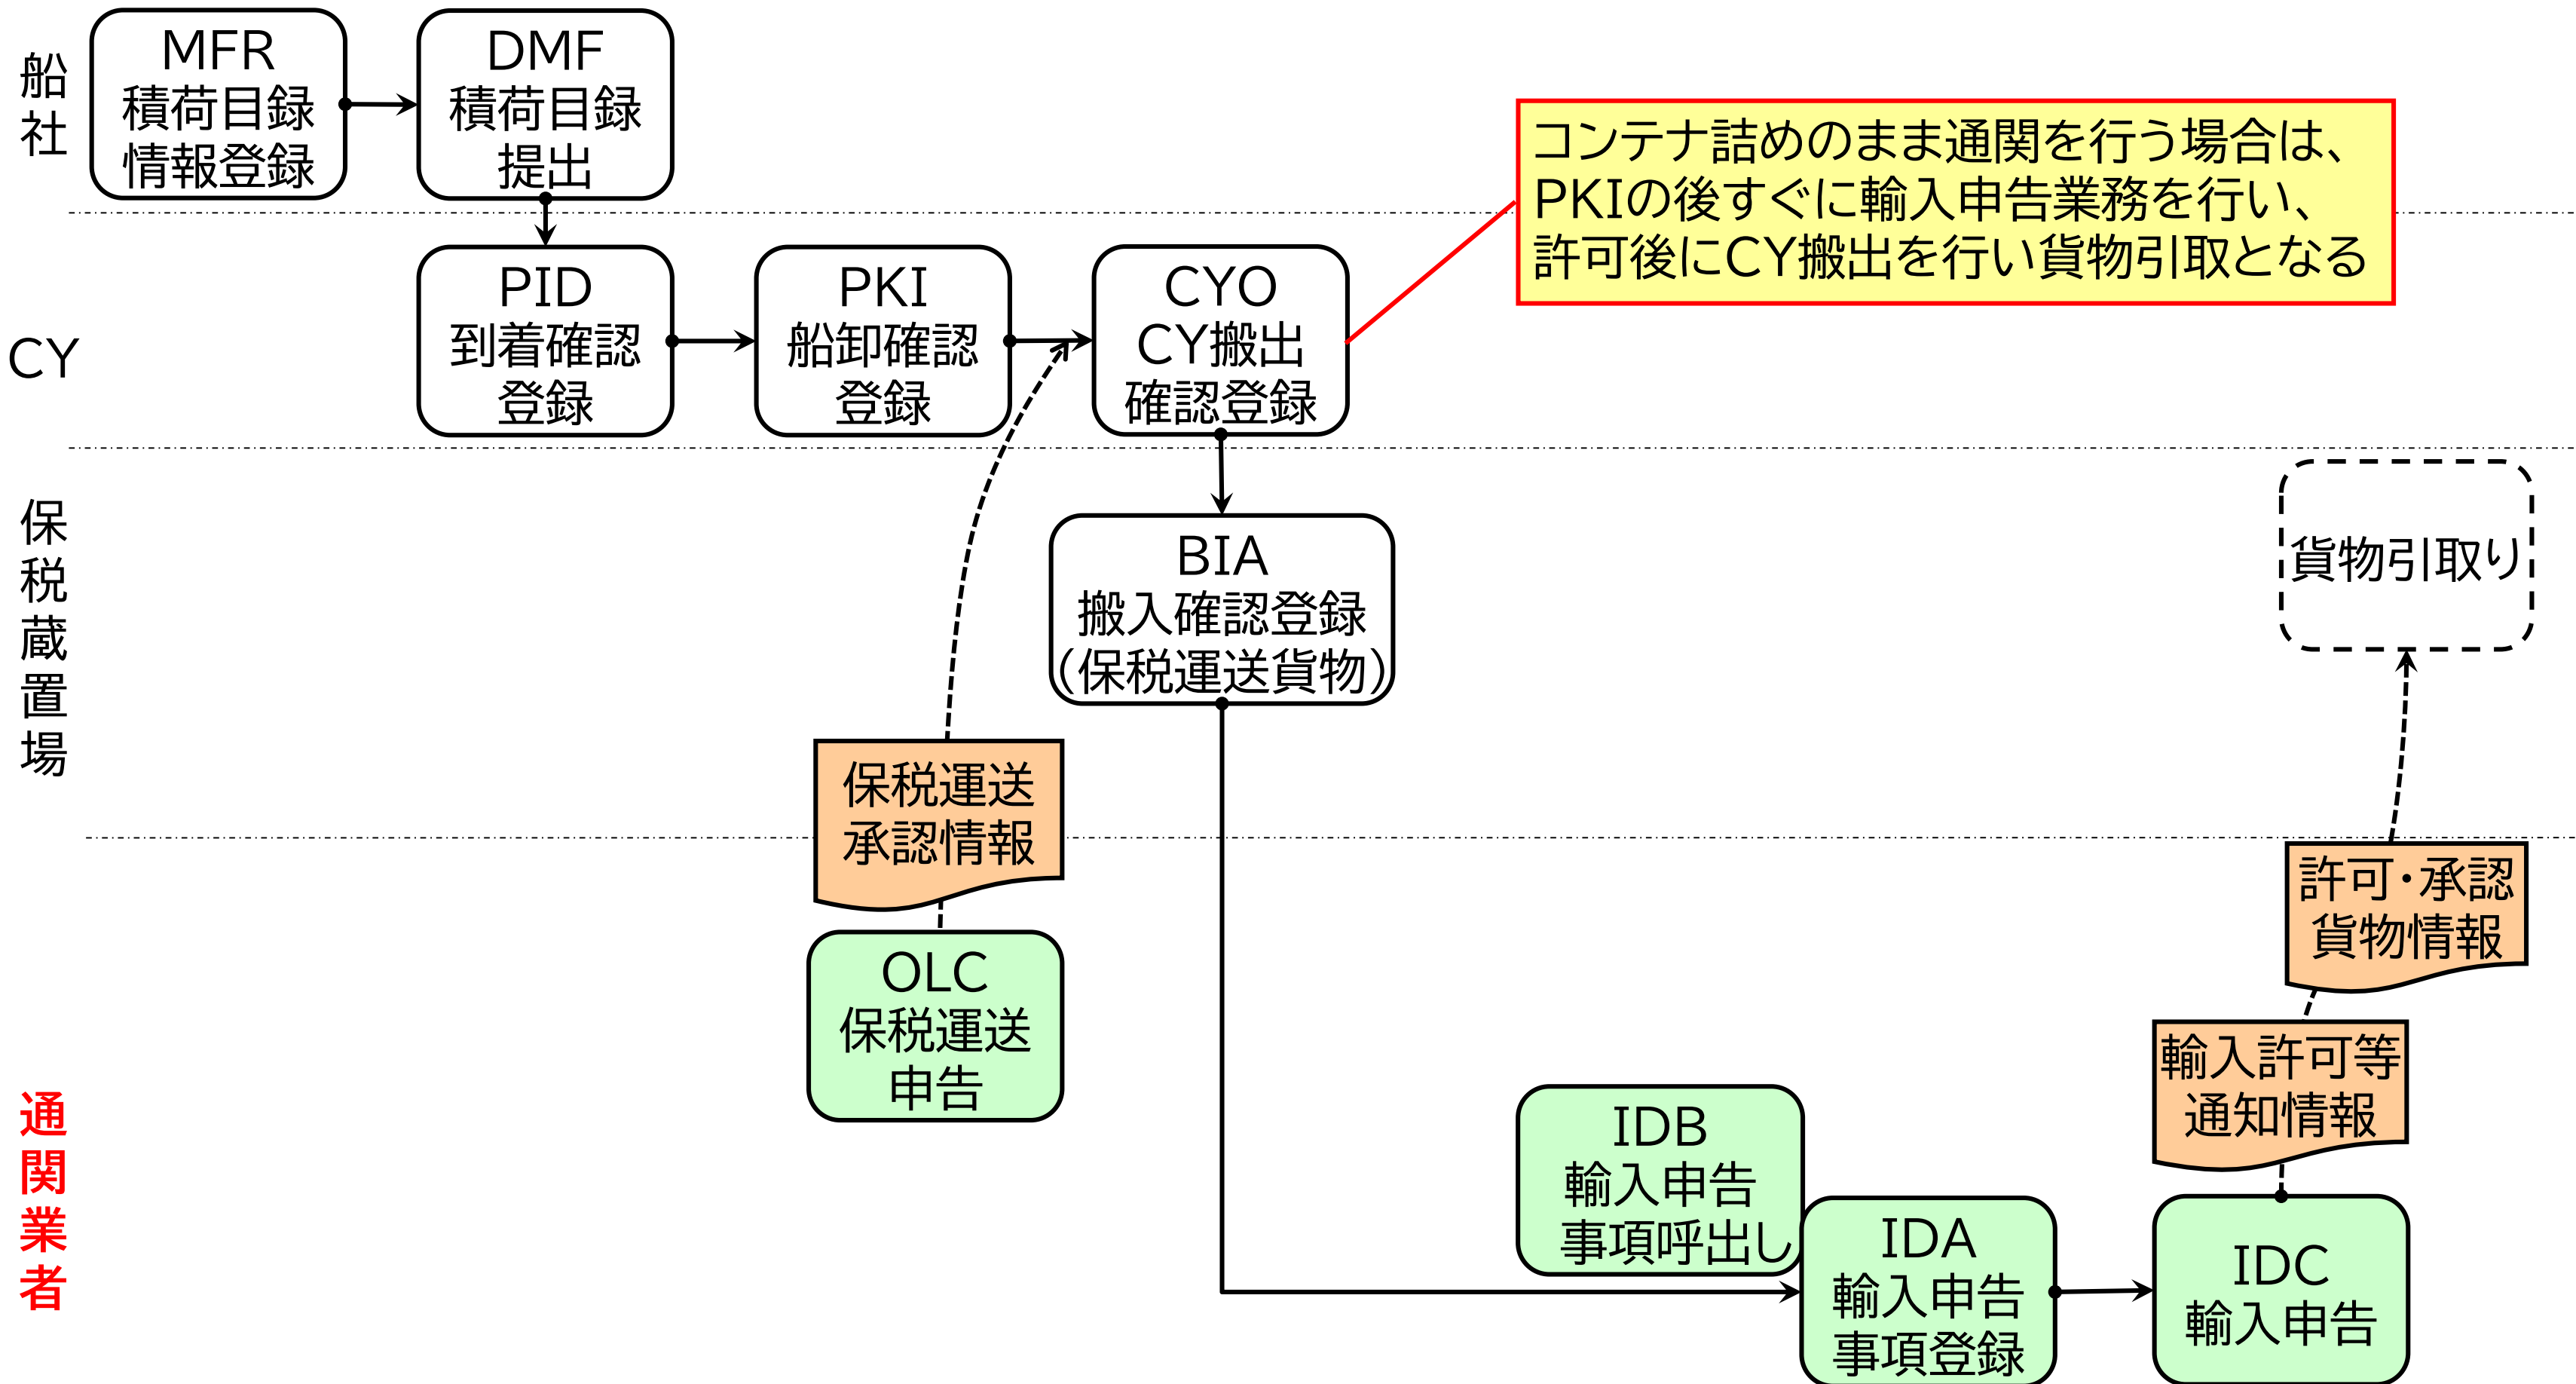 船社
MFR
積荷目録
情報登録
DMF
積荷目録
提出
コンテナ詰めのまま通関を行う場合は、
PKIの後すぐに輸入申告業務を行い、
許可後にCY搬出を行い貨物引取となる
CY
PID
到着確認
登録
PKI
船卸確認
登録
CYO
CY搬出
確認登録
保税蔵置場
BIA
搬入確認登録
(保税運送貨物)
貨物引取り
保税運送
承認情報
許可・承認
貨物情報
通関業者
OLC
保税運送
申告
輸入許可等
通知情報
IDB
輸入申告
事項呼出し
IDA
輸入申告
事項登録
IDC
輸入申告